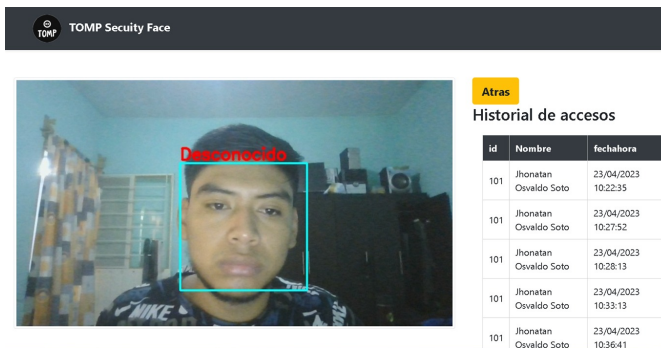 TOMP
TOMP Secuity Face
Desconocido
NIKE
Atras
Historial de accesos
id Nombre fechahora
101 Jhonatan Osvaldo Soto 23/04/2023 10:22:35
101 Jhonatan Osvaldo Soto 23/04/2023 10:27:52
101 Jhonatan Osvaldo Soto 23/04/2023 10:28:13
101 Jhonatan Osvaldo Soto 23/04/2023 10:33:13
101 Jhonatan Osvaldo Soto 23/04/2023 10:36:41